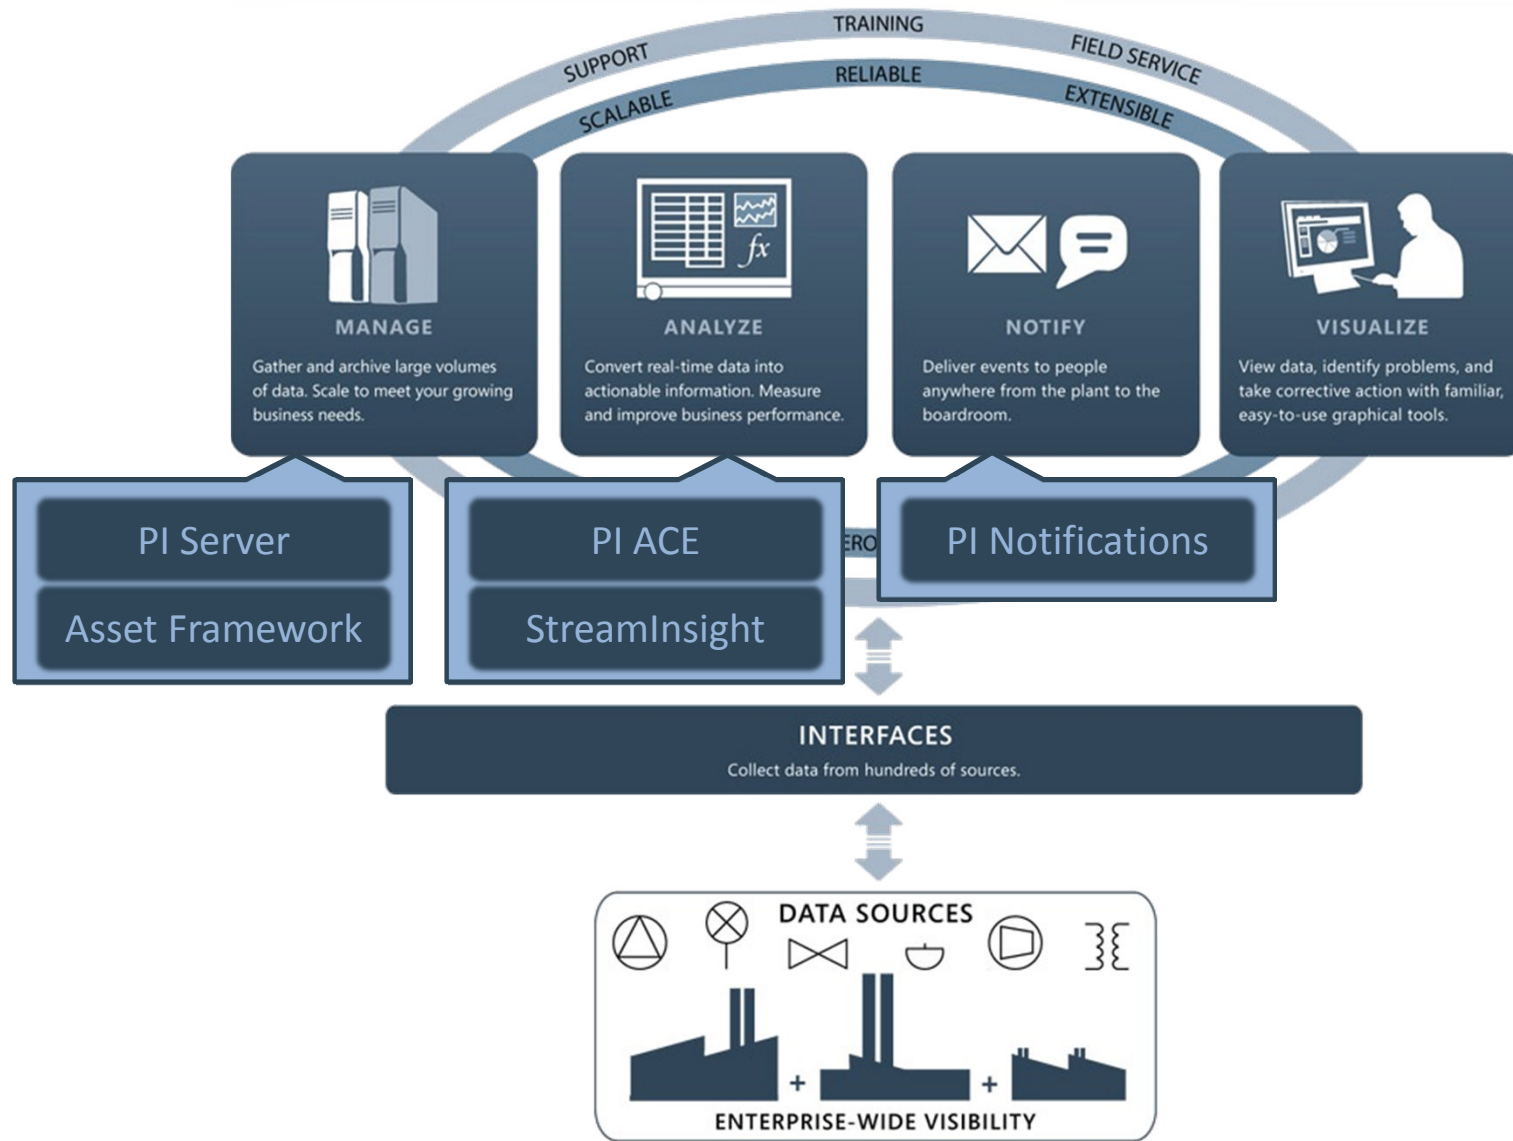 TRAINING
SUPPORT
FIELD SERVICE
RELIABLE
SCALABLE
EXTENSIBLE
fx
MANAGE
Gather and archive large volumes
of data. Scale to meet your growing
business needs.
ANALYZE
Convert real-time data into
actionable information. Measure
and improve business performance.
NOTIFY
Deliver events to people
anywhere from the plant to the
boardroom.
VISUALIZE
View data, identify problems, and
take corrective action with familiar,
easy-to-use graphical tools.
PI Server
Asset Framework
PI ACE
StreamInsight
PI Notifications
INTERFACES
Collect data from hundreds of sources.
DATA SOURCES
+ +
ENTERPRISE-WIDE VISIBILITY